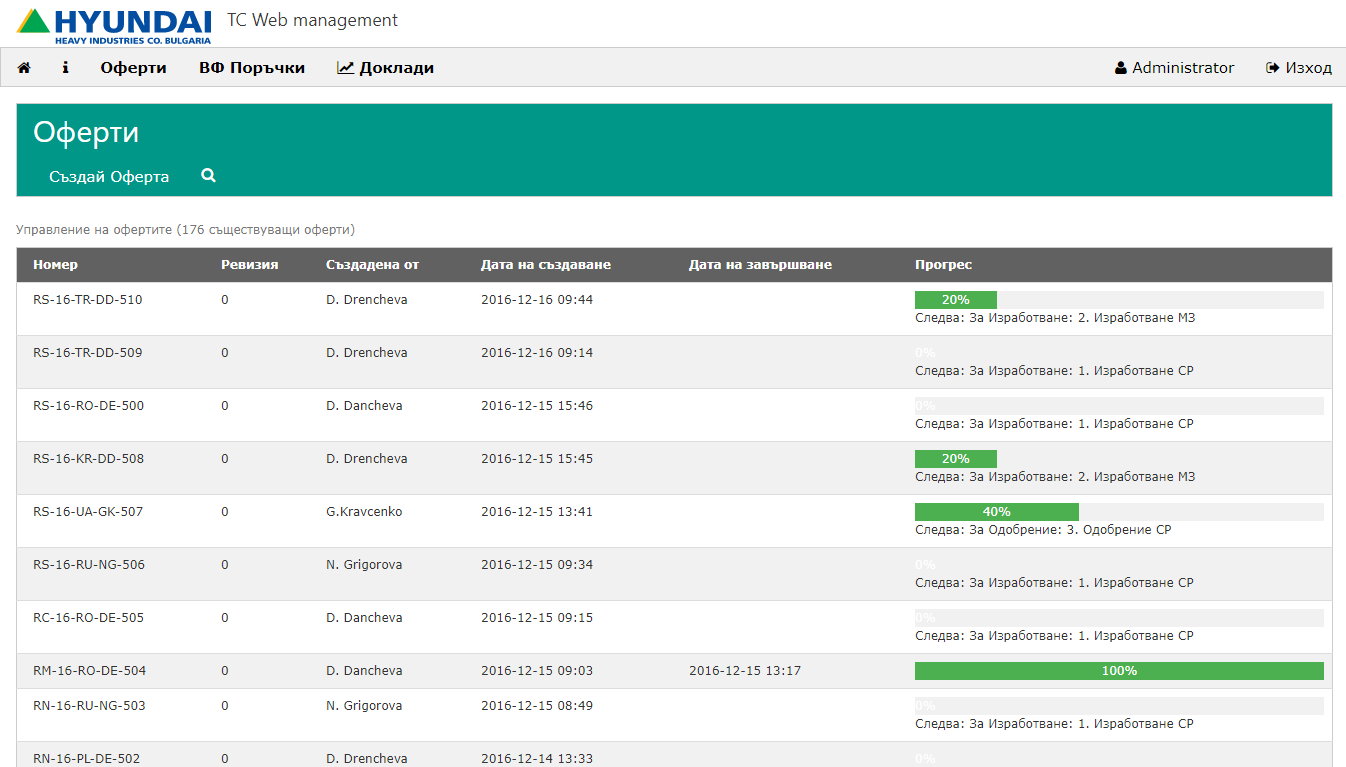 HYUNDAI
HEAVY INDUSTRIES CO. BULGARIA
TC Web management
Оферти ВФ Поръчки Доклади Administrator Изход
Оферти
Създай Оферта
Управление на офертите (176 съществуващи оферти)
Номер Ревизия Създадена от Дата на създаване Дата на завършване Прогрес
RS-16-TR-DD-510 0 D. Drencheva 2016-12-16 09:44 20%
Следва: За Изработване: 2. Изработване МЗ
RS-16-TR-DD-509 0 D. Drencheva 2016-12-16 09:14 0%
Следва: За Изработване: 1. Изработване СР
RS-16-RO-DE-500 0 D. Dancheva 2016-12-15 15:46 0%
Следва: За Изработване: 1. Изработване СР
RS-16-KR-DD-508 0 D. Drencheva 2016-12-15 15:45 20%
Следва: За Изработване: 2. Изработване МЗ
RS-16-UA-GK-507 0 G.Kravcenko 2016-12-15 13:41 40%
Следва: За Одобрение: 3. Одобрение СР
RS-16-RU-NG-506 0 N. Grigorova 2016-12-15 09:34 0%
Следва: За Изработване: 1. Изработване СР
RC-16-RO-DE-505 0 D. Dancheva 2016-12-15 09:15 0%
Следва: За Изработване: 1. Изработване СР
RM-16-RO-DE-504 0 D. Dancheva 2016-12-15 09:03 2016-12-15 13:17 100%
RN-16-RU-NG-503 0 N. Grigorova 2016-12-15 08:49 0%
Следва: За Изработване: 1. Изработване СР
RN-16-PL-DE-502 0 D. Drencheva 2016-12-14 13:33 0%